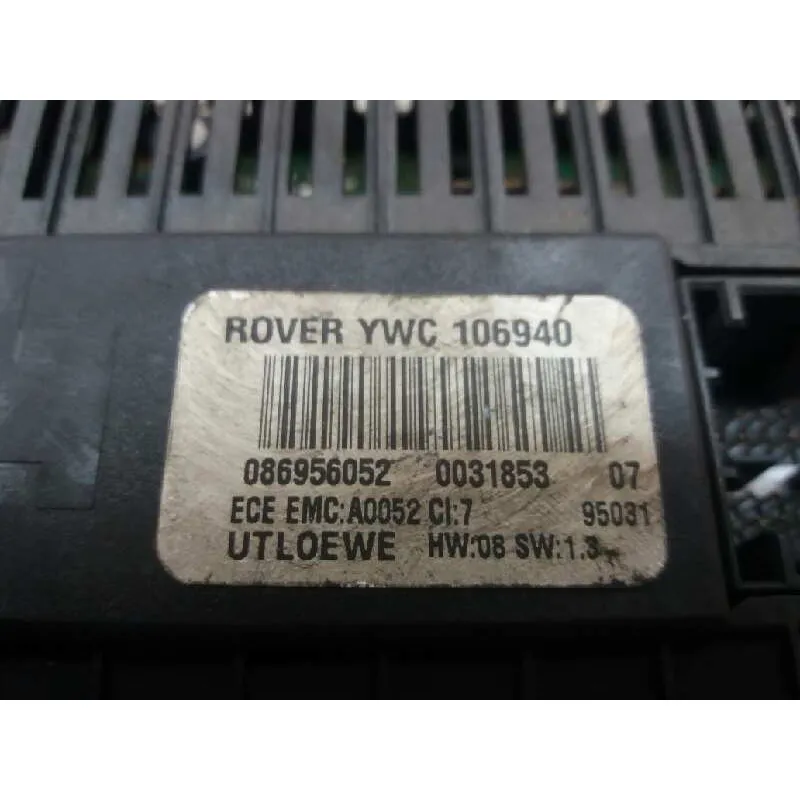 ROVER YWC 106940
086956052 0031853 07
ECE EMC:A0052 CI:7 95031
UTLOEWE HW:08 SW:1.3